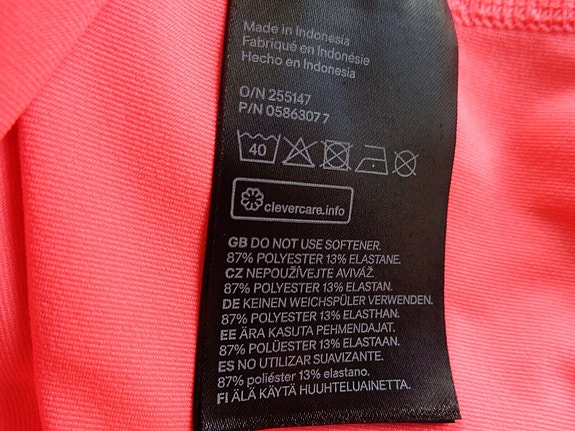 Made in Indonesia
Fabriqué en Indonésie
Hecho en Indonesia
O/N 255147
P/N 05863077
40
clevercare.info
GB DO NOT USE SOFTENER.
87% POLYESTER 13% ELASTANE.
CZ NEPOUŽÍVEJTE AVIVÁŽ.
87% POLYESTER 13% ELASTAN.
DE KEINEN WEICHSPÜLER VERWENDEN.
87% POLYESTER 13% ELASTHAN.
EE ÄRA KASUTA PEHMENDAJAT.
87% POLÜESTER 13% ELASTAAN.
ES NO UTILIZAR SUAVIZANTE.
87% poliéster 13% elastano.
FI ÄLÄ KÄYTÄ HUUHTELUAINETTA.